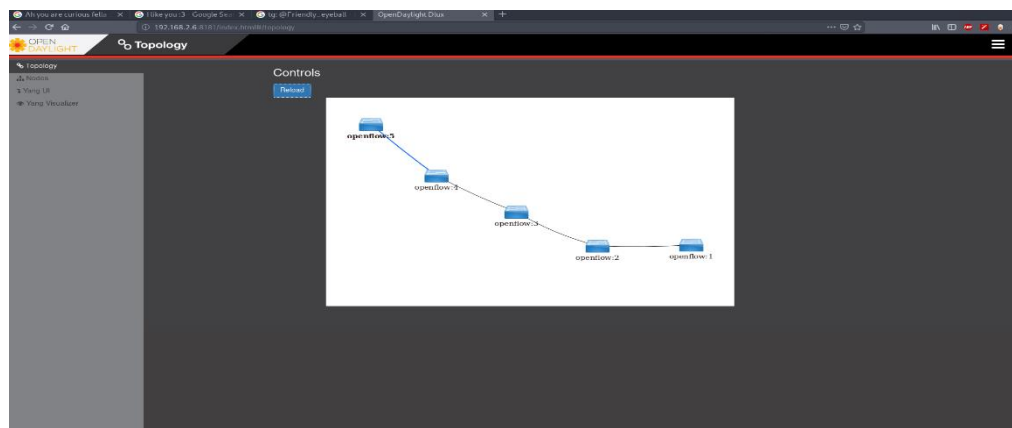 Ah you are curious fella
I like you :3 - Google Sea
tg: @Friendly_eyeball
OpenDaylight Dlux
192.168.2.6:8181/index.html#/topology
OPEN
DAYLIGHT
Topology
Topology
Nodes
Yang UI
Yang Visualizer
Controls
Reload
openflow:5
openflow:4
openflow:3
openflow:2
openflow:1